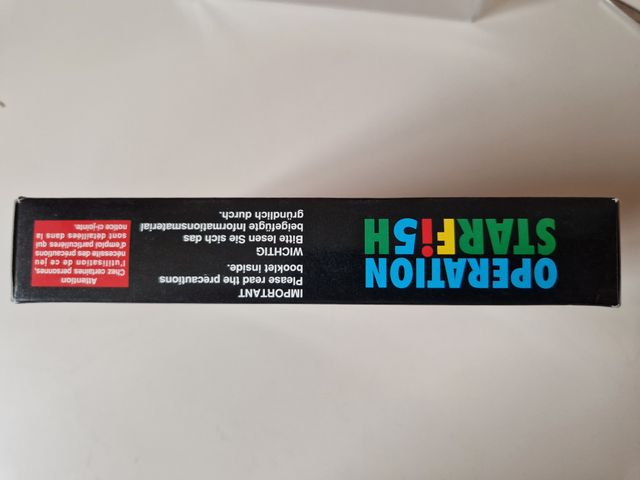 OPERATION
STARFi5H
IMPORTANT
Please read the precautions
booklet inside.
WICHTIG
Bitte lesen Sie sich das
beigefügte Informationsmaterial
gründlich durch.
Attention
Chez certaines personnes,
l'utilisation de ce jeu
nécessite des précautions
d'emploi particulières qui
sont détaillées dans la
notice ci-jointe.